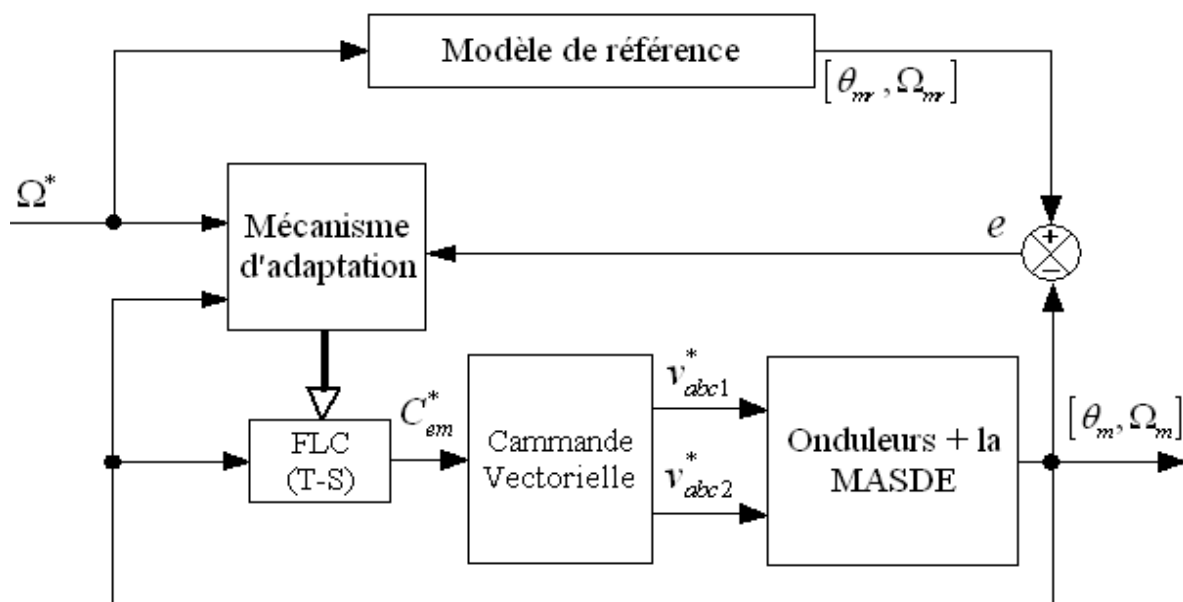 Modèle de référence
[θmr, Ωmr]
Ω*
Mécanisme
d'adaptation
e
+
−
FLC
(T-S)
C*em
Cammande
Vectorielle
v*abc1
v*abc2
Onduleurs + la
MASDE
[θm, Ωm]